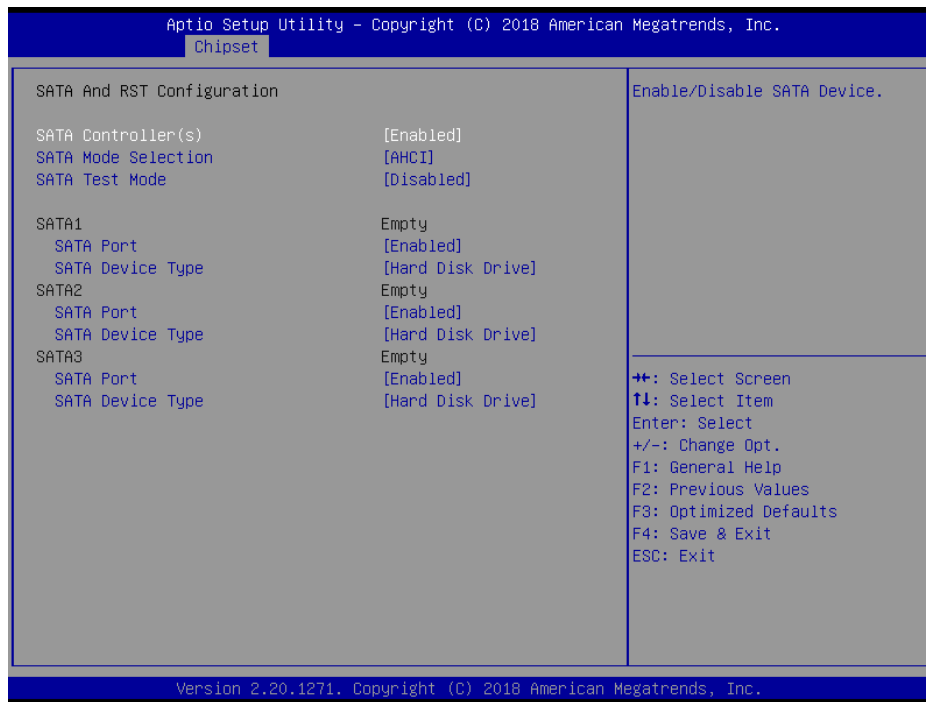 Aptio Setup Utility – Copyright (C) 2018 American Megatrends, Inc.
Chipset
SATA And RST Configuration
SATA Controller(s) [Enabled]
SATA Mode Selection [AHCI]
SATA Test Mode [Disabled]
SATA1 Empty
SATA Port [Enabled]
SATA Device Type [Hard Disk Drive]
SATA2 Empty
SATA Port [Enabled]
SATA Device Type [Hard Disk Drive]
SATA3 Empty
SATA Port [Enabled]
SATA Device Type [Hard Disk Drive]
Enable/Disable SATA Device.
→←: Select Screen
↑↓: Select Item
Enter: Select
+/-: Change Opt.
F1: General Help
F2: Previous Values
F3: Optimized Defaults
F4: Save & Exit
ESC: Exit
Version 2.20.1271. Copyright (C) 2018 American Megatrends, Inc.